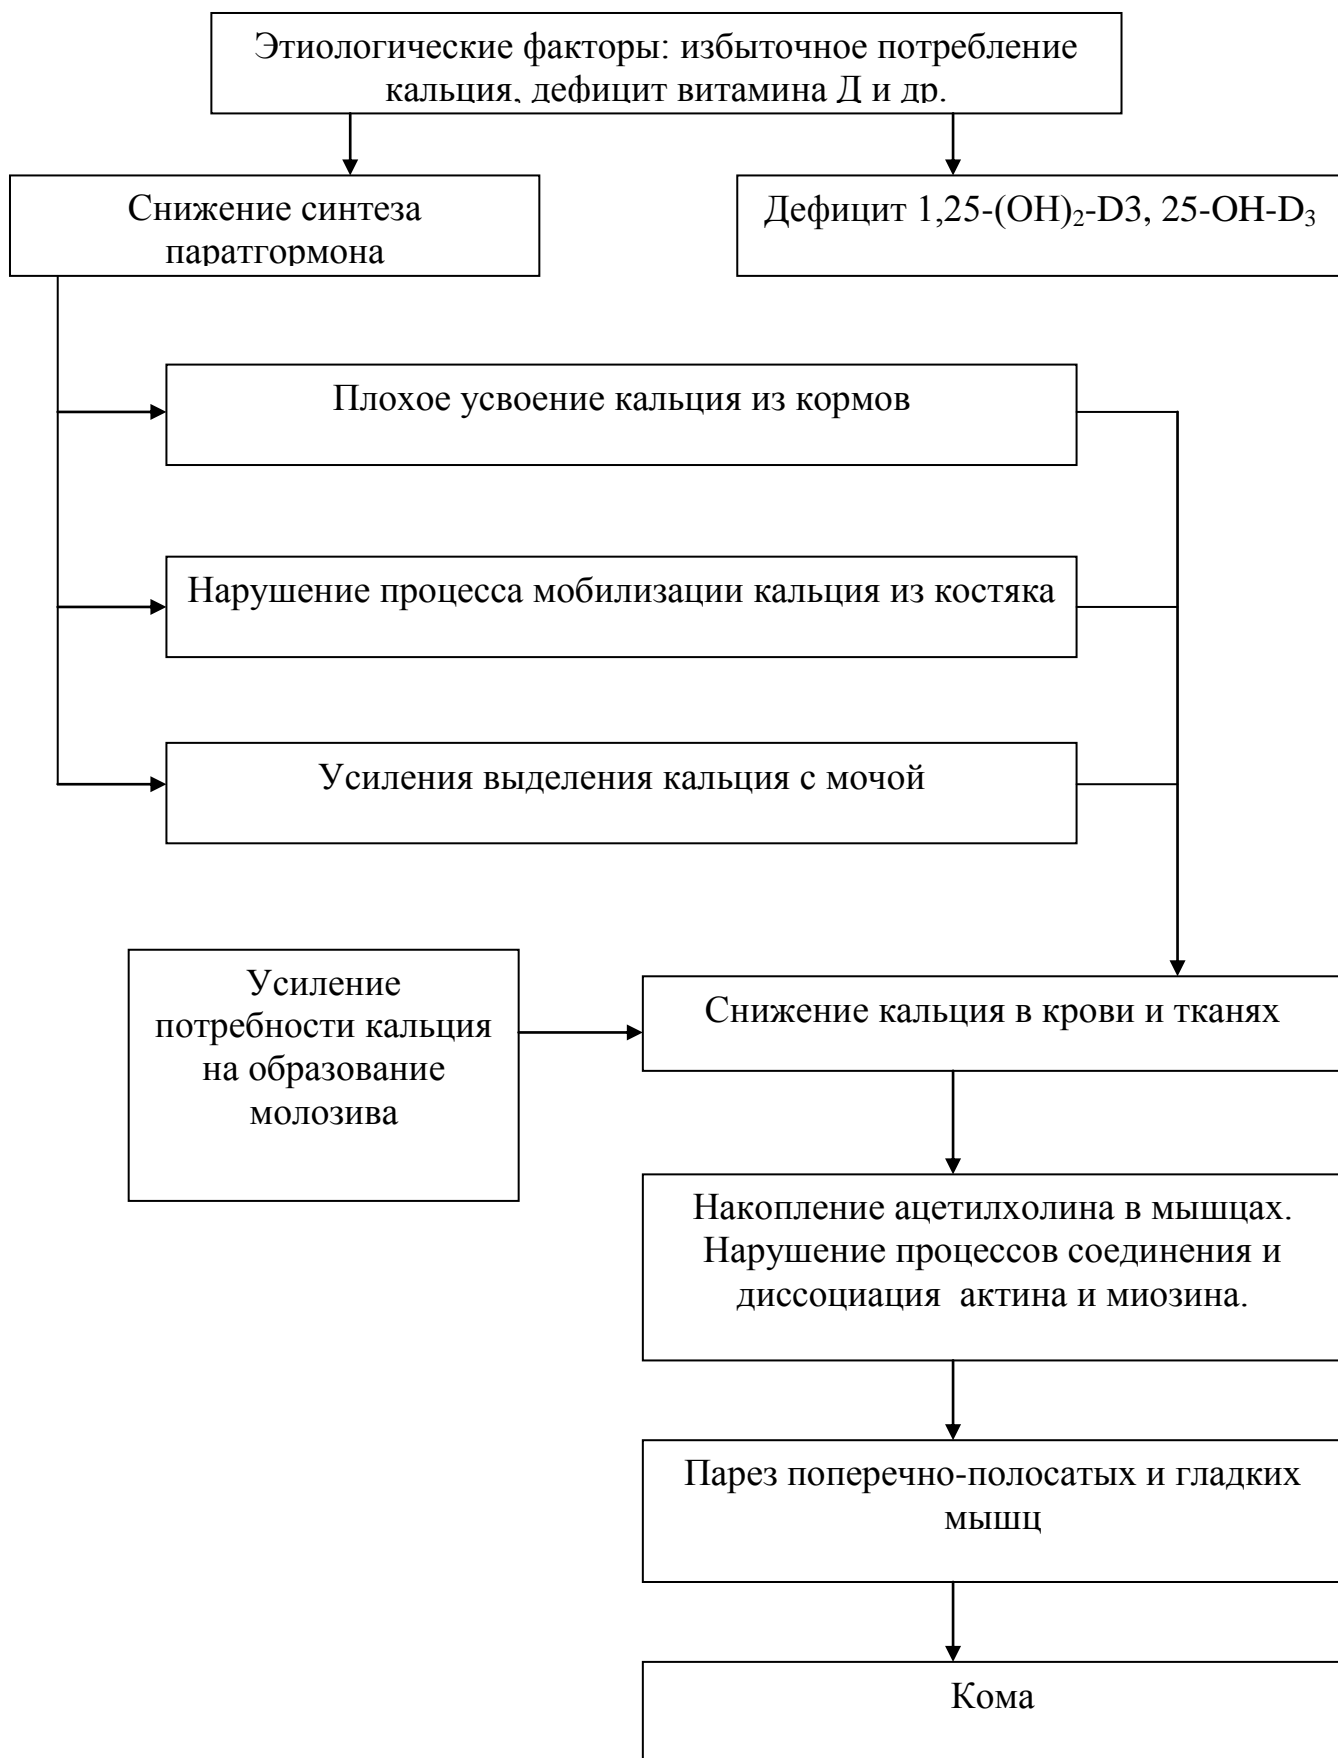 Этиологические факторы: избыточное потребление
кальция, дефицит витамина Д и др.
Снижение синтеза
паратгормона
Дефицит 1,25-(OH)₂-D3, 25-OH-D₃
Плохое усвоение кальция из кормов
Нарушение процесса мобилизации кальция из костяка
Усиления выделения кальция с мочой
Усиление
потребности кальция
на образование
молозива
Снижение кальция в крови и тканях
Накопление ацетилхолина в мышцах.
Нарушение процессов соединения и
диссоциация актина и миозина.
Парез поперечно-полосатых и гладких
мышц
Кома